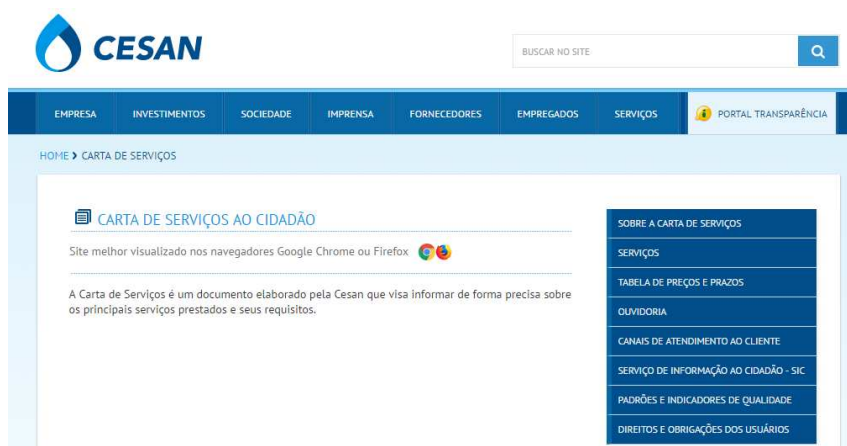 CESAN
BUSCAR NO SITE
EMPRESA INVESTIMENTOS SOCIEDADE IMPRENSA FORNECEDORES EMPREGADOS SERVIÇOS PORTAL TRANSPARÊNCIA
HOME > CARTA DE SERVIÇOS
CARTA DE SERVIÇOS AO CIDADÃO
Site melhor visualizado nos navegadores Google Chrome ou Firefox
A Carta de Serviços é um documento elaborado pela Cesan que visa informar de forma precisa sobre
os principais serviços prestados e seus requisitos.
SOBRE A CARTA DE SERVIÇOS
SERVIÇOS
TABELA DE PREÇOS E PRAZOS
OUVIDORIA
CANAIS DE ATENDIMENTO AO CLIENTE
SERVIÇO DE INFORMAÇÃO AO CIDADÃO - SIC
PADRÕES E INDICADORES DE QUALIDADE
DIREITOS E OBRIGAÇÕES DOS USUÁRIOS